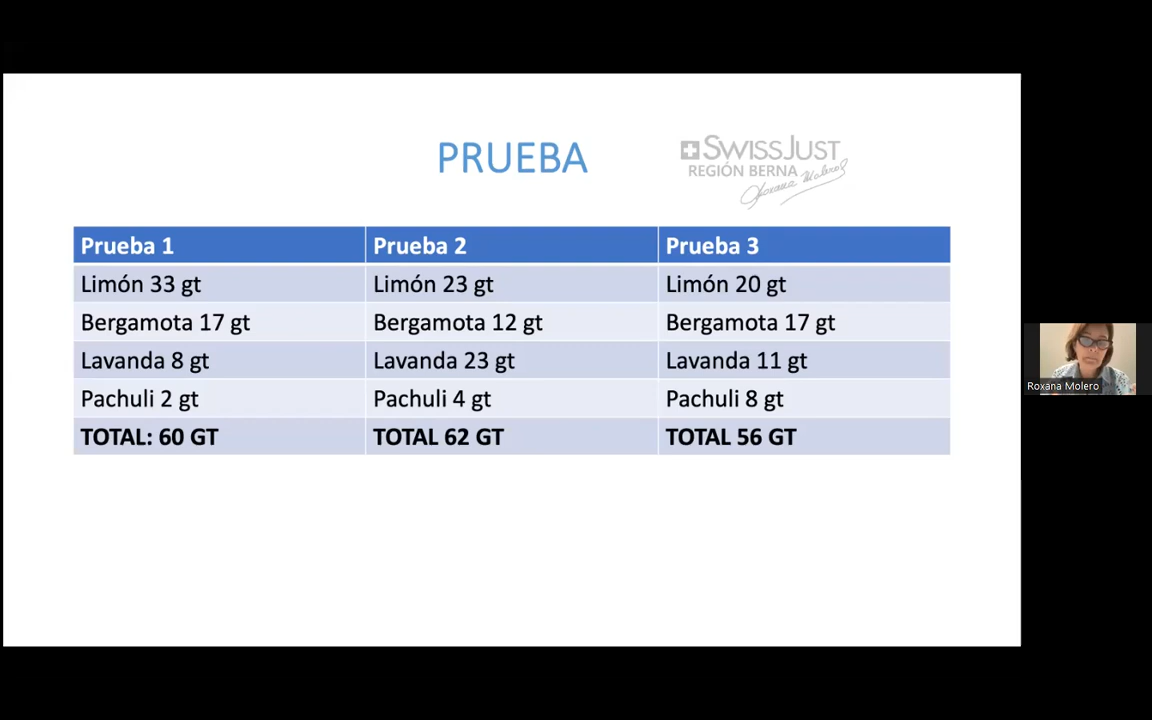 PRUEBA
SWISSJUST
REGIÓN BERNA
Roxana Molero
Prueba 1 Prueba 2 Prueba 3
Limón 33 gt Limón 23 gt Limón 20 gt
Bergamota 17 gt Bergamota 12 gt Bergamota 17 gt
Lavanda 8 gt Lavanda 23 gt Lavanda 11 gt
Pachuli 2 gt Pachuli 4 gt Pachuli 8 gt
TOTAL: 60 GT TOTAL 62 GT TOTAL 56 GT
Roxana Molero